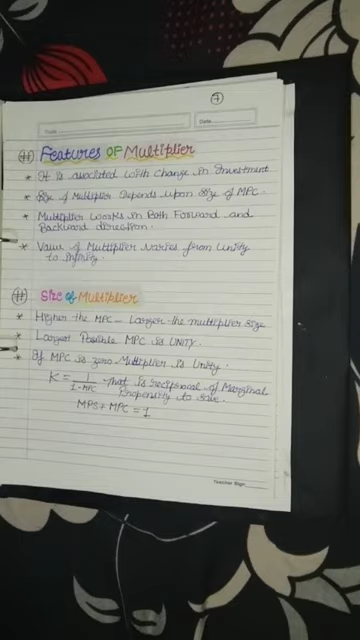 7
Date
(#) Features OF Multiplier
* It is associated with change in Investment
* Size of Multiplier Depends upon size of MPC.
* Multiplier works in Both Forward and
Backward direction.
* Value of Multiplier varies from Unity
to infinity.
(#) Size of Multiplier
* Higher the MPC - Larger the multiplier size
* Largest Possible MPC is UNITY.
* If MPC is zero Multiplier is Unity.
K = 1/1-MPC that is reciprocal of Marginal
Propensity to save.
MPS + MPC = 1
Teacher Sign